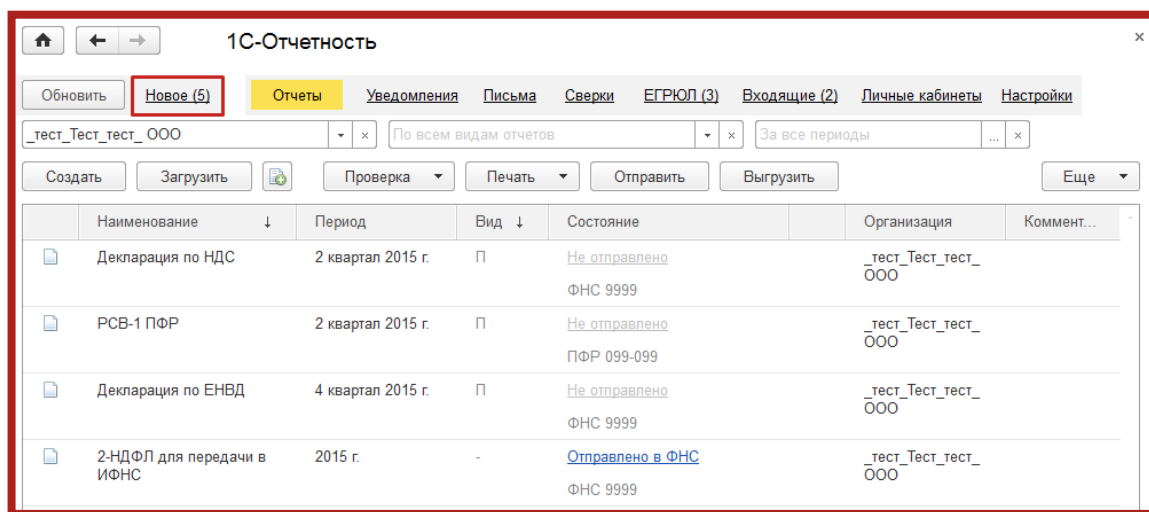 1С-Отчетность
Обновить Новое (5) Отчеты Уведомления Письма Сверки ЕГРЮЛ (3) Входящие (2) Личные кабинеты Настройки
_тест_Тест_тест_ ООО По всем видам отчетов За все периоды
Создать Загрузить Проверка Печать Отправить Выгрузить Еще
Наименование ↓ Период Вид ↓ Состояние Организация Коммент...
Декларация по НДС 2 квартал 2015 г. П Не отправлено _тест_Тест_тест_
ООО
ФНС 9999
РСВ-1 ПФР 2 квартал 2015 г. П Не отправлено _тест_Тест_тест_
ООО
ПФР 099-099
Декларация по ЕНВД 4 квартал 2015 г. П Не отправлено _тест_Тест_тест_
ООО
ФНС 9999
2-НДФЛ для передачи в 2015 г. - Отправлено в ФНС _тест_Тест_тест_
ИФНС ООО
ФНС 9999